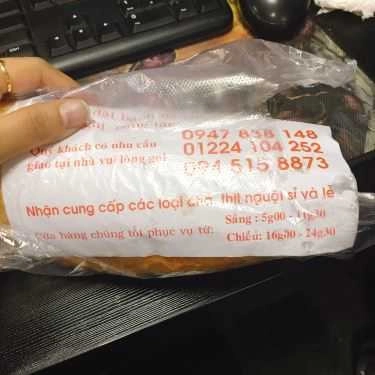 0947 838 148
Quý khách có nhu cầu
01224 104 252
giao tại nhà vui lòng gọi
094 515 8873
Nhận cung cấp các loại chả, thịt nguội sỉ và lẻ
Sáng : 5g00 - 11g30
Cửa hàng chúng tôi phục vụ từ:
Chiều: 16g00 - 24g30